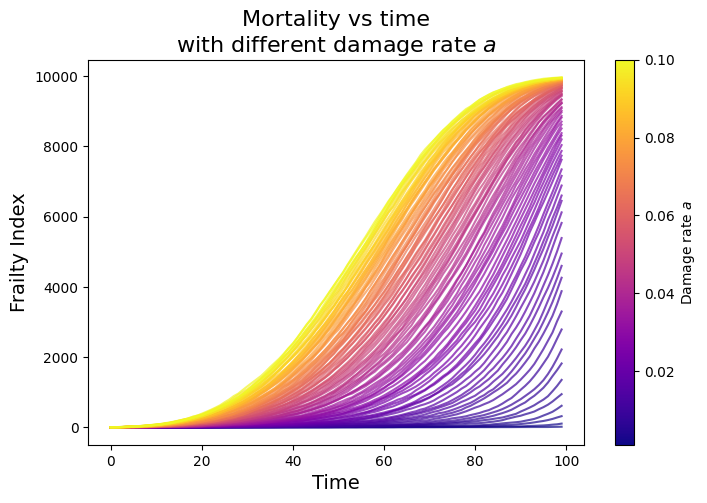 Mortality vs time
with different damage rate a
Frailty Index
10000
8000
6000
4000
2000
0
0 20 40 60 80 100
Time
0.10
0.08
0.06
0.04
0.02
Damage rate a